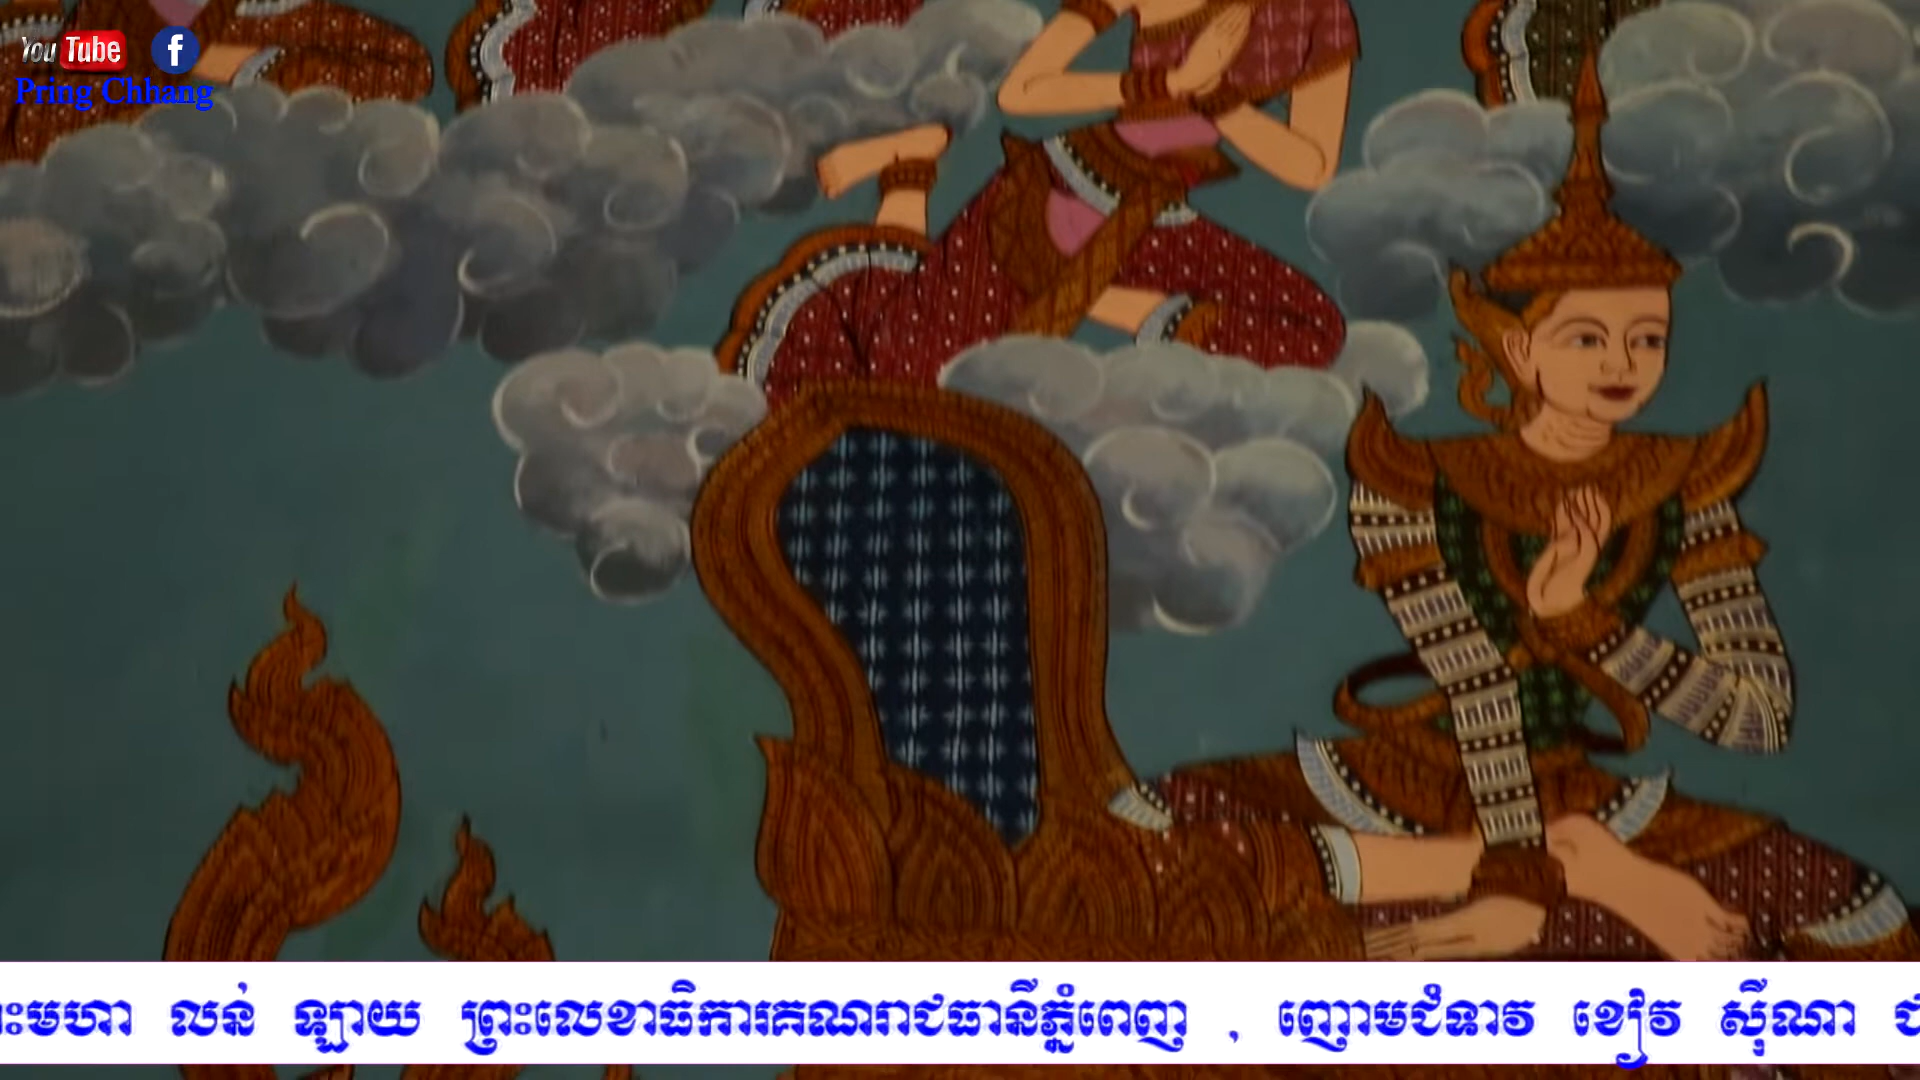 You Tube f
Pring Chhang
ះមហា លន់ ឡាយ ព្រះលេខាធិការគណរាជធានីភ្នំពេញ , ញោមជំទាវ ខៀវ ស៊ីណា ជ